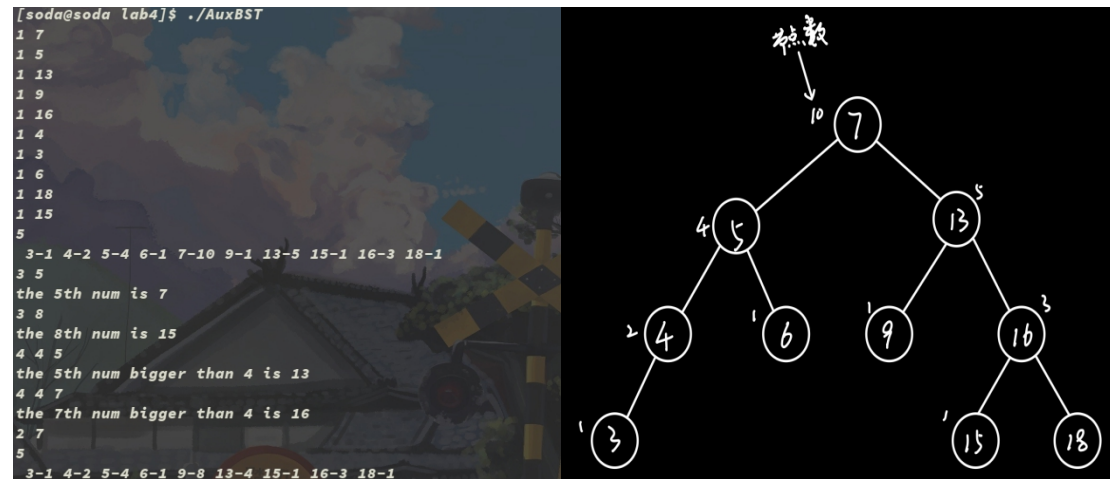 [soda@soda lab4]$ ./AuxBST
1 7
1 5
1 13
1 9
1 16
1 4
1 3
1 6
1 18
1 15
5
3-1 4-2 5-4 6-1 7-10 9-1 13-5 15-1 16-3 18-1
3 5
the 5th num is 7
3 8
the 8th num is 15
4 4 5
the 5th num bigger than 4 is 13
4 4 7
the 7th num bigger than 4 is 16
2 7
5
3-1 4-2 5-4 6-1 9-8 13-4 15-1 16-3 18-1
节点数
10 7
4 5 13 5
2 4 1 6 1 9 16 3
1 3 1 15 18